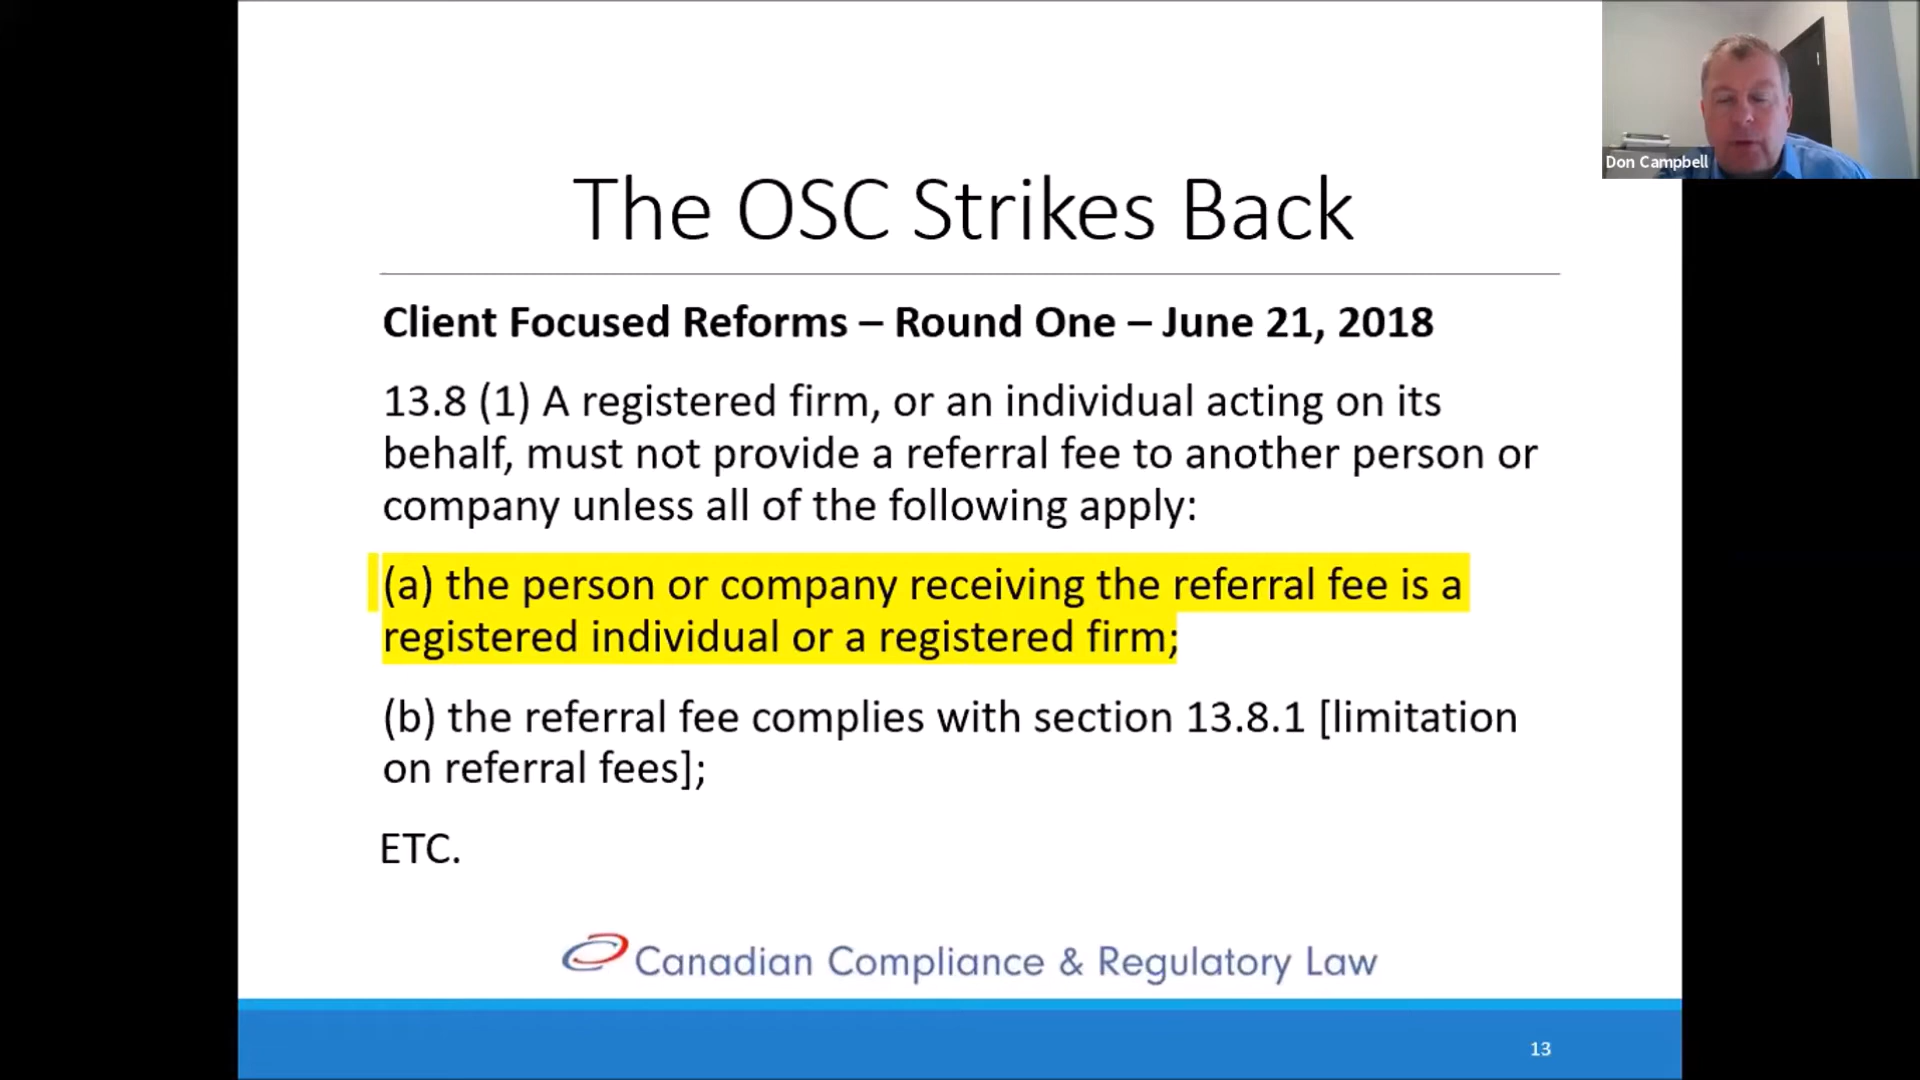 Don Campbell
The OSC Strikes Back
Client Focused Reforms – Round One – June 21, 2018
13.8 (1) A registered firm, or an individual acting on its
behalf, must not provide a referral fee to another person or
company unless all of the following apply:
(a) the person or company receiving the referral fee is a
registered individual or a registered firm;
(b) the referral fee complies with section 13.8.1 [limitation
on referral fees];
ETC.
Canadian Compliance & Regulatory Law
13